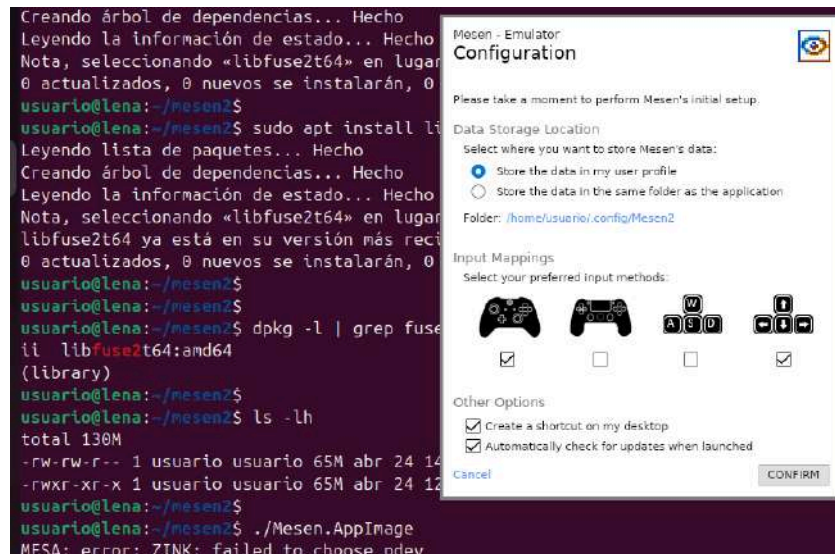 Creando árbol de dependencias... Hecho
Leyendo la información de estado... Hecho
Nota, seleccionando «libfuse2t64» en lugar
0 actualizados, 0 nuevos se instalarán, 0
usuario@lena:~/mesen2$
usuario@lena:~/mesen2$ sudo apt install li
Leyendo lista de paquetes... Hecho
Creando árbol de dependencias... Hecho
Leyendo la información de estado... Hecho
Nota, seleccionando «libfuse2t64» en lugar
libfuse2t64 ya está en su versión más reci
0 actualizados, 0 nuevos se instalarán, 0
usuario@lena:~/mesen2$
usuario@lena:~/mesen2$
usuario@lena:~/mesen2$ dpkg -l | grep fuse
ii libfuse2t64:amd64
(library)
usuario@lena:~/mesen2$
usuario@lena:~/mesen2$ ls -lh
total 130M
-rw-rw-r-- 1 usuario usuario 65M abr 24 14
-rwxr-xr-x 1 usuario usuario 65M abr 24 12
usuario@lena:~/mesen2$
usuario@lena:~/mesen2$ ./Mesen.AppImage
MESA: error: ZINK: failed to choose pdev
Mesen - Emulator
Configuration
Please take a moment to perform Mesen's initial setup
Data Storage Location
Select where you want to store Mesen's data:
Store the data in my user profile
Store the data in the same folder as the application
Folder: /home/usuario/.config/Mesen2
Input Mappings
Select your preferred input methods:
W
A S D
Other Options
Create a shortcut on my desktop
Automatically check for updates when launched
Cancel
CONFIRM